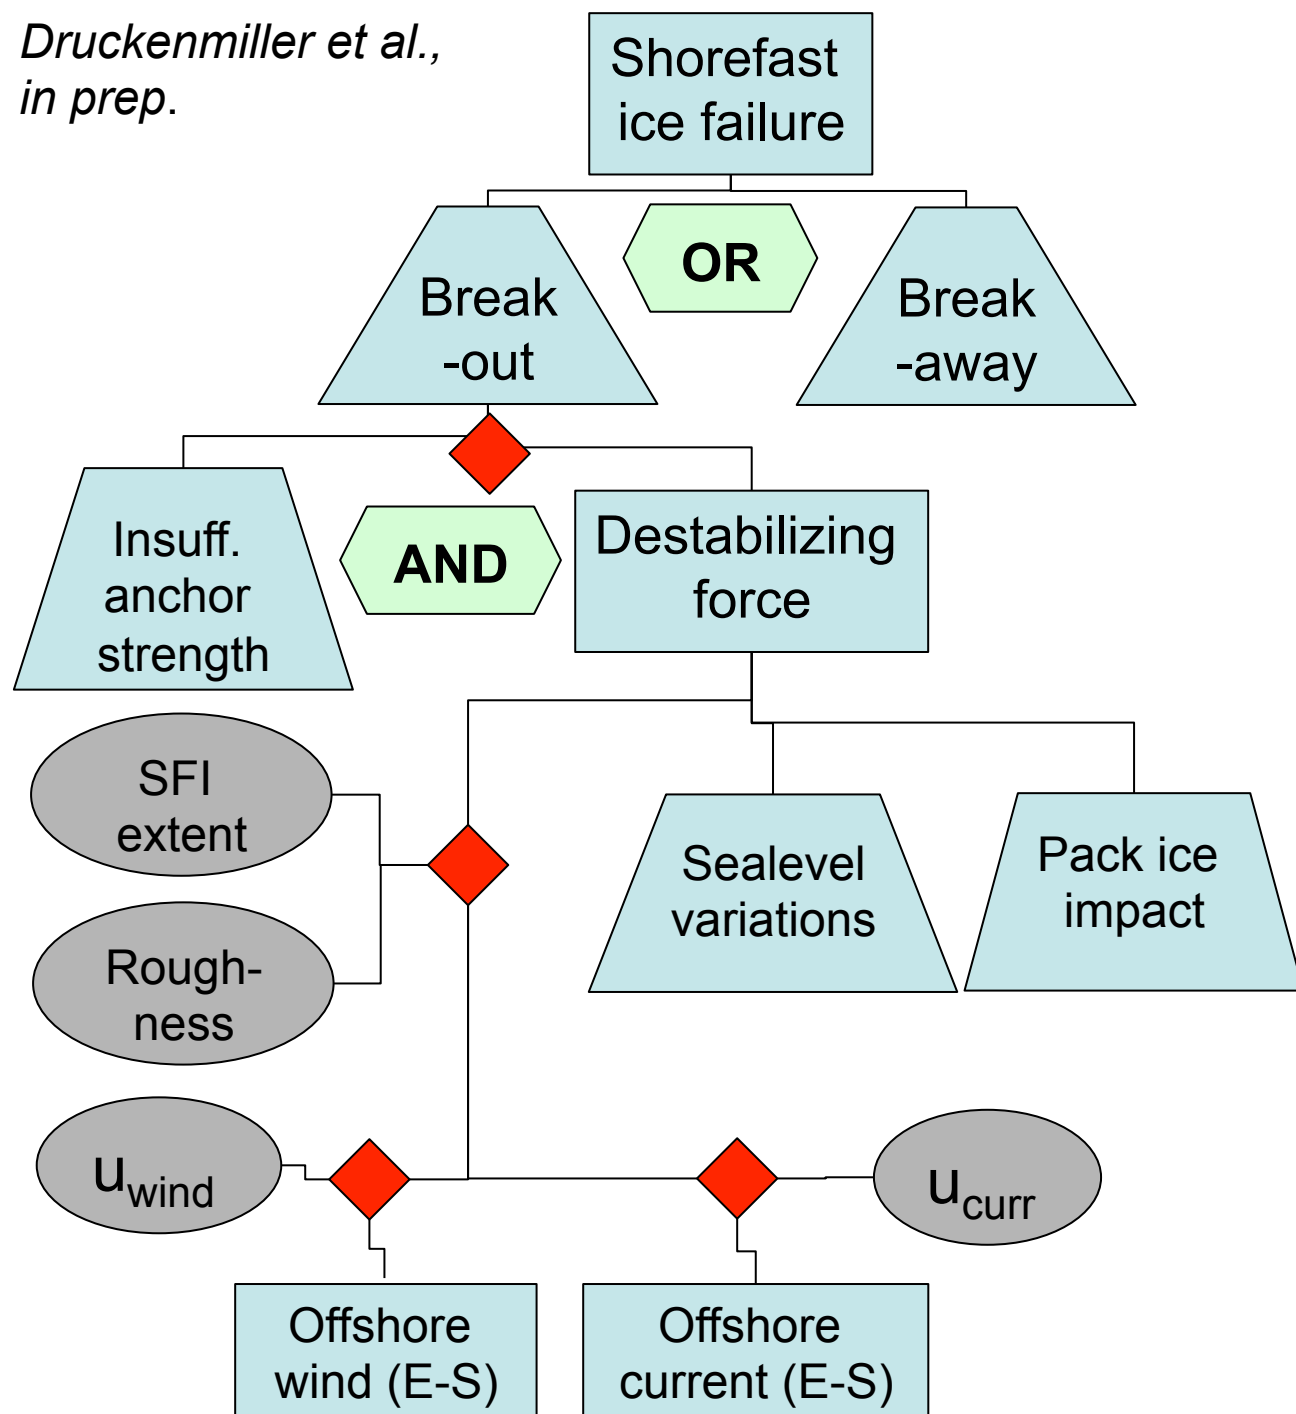 Druckenmiller et al.,
in prep.
Shorefast
ice failure
OR
Break
-out
Break
-away
Insuff.
anchor
strength
AND
Destabilizing
force
SFI
extent
Sealevel
variations
Pack ice
impact
Rough-
ness
uwind
ucurr
Offshore
wind (E-S)
Offshore
current (E-S)